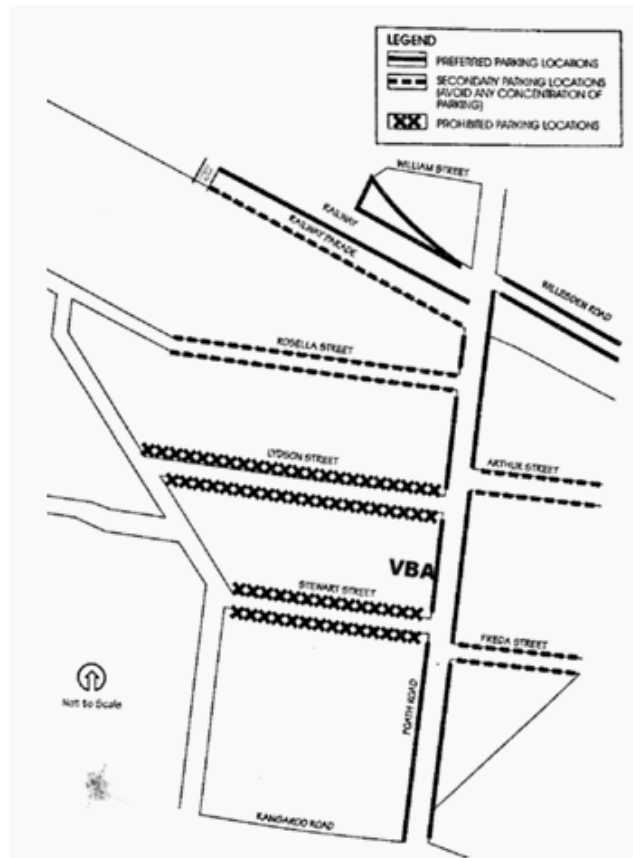 LEGEND
PREFERRED PARKING LOCATIONS
SECONDARY PARKING LOCATIONS
(AVOID ANY CONCENTRATION OF
PARKING)
XX PROHIBITED PARKING LOCATIONS
WILLIAM STREET
RAILWAY
RAILWAY PARADE
WILLESDEN ROAD
ROSELLA STREET
LYDSON STREET
ARTHUR STREET
VBA
STEWART STREET
FREDA STREET
POATH ROAD
Not to Scale
KANGAROO ROAD